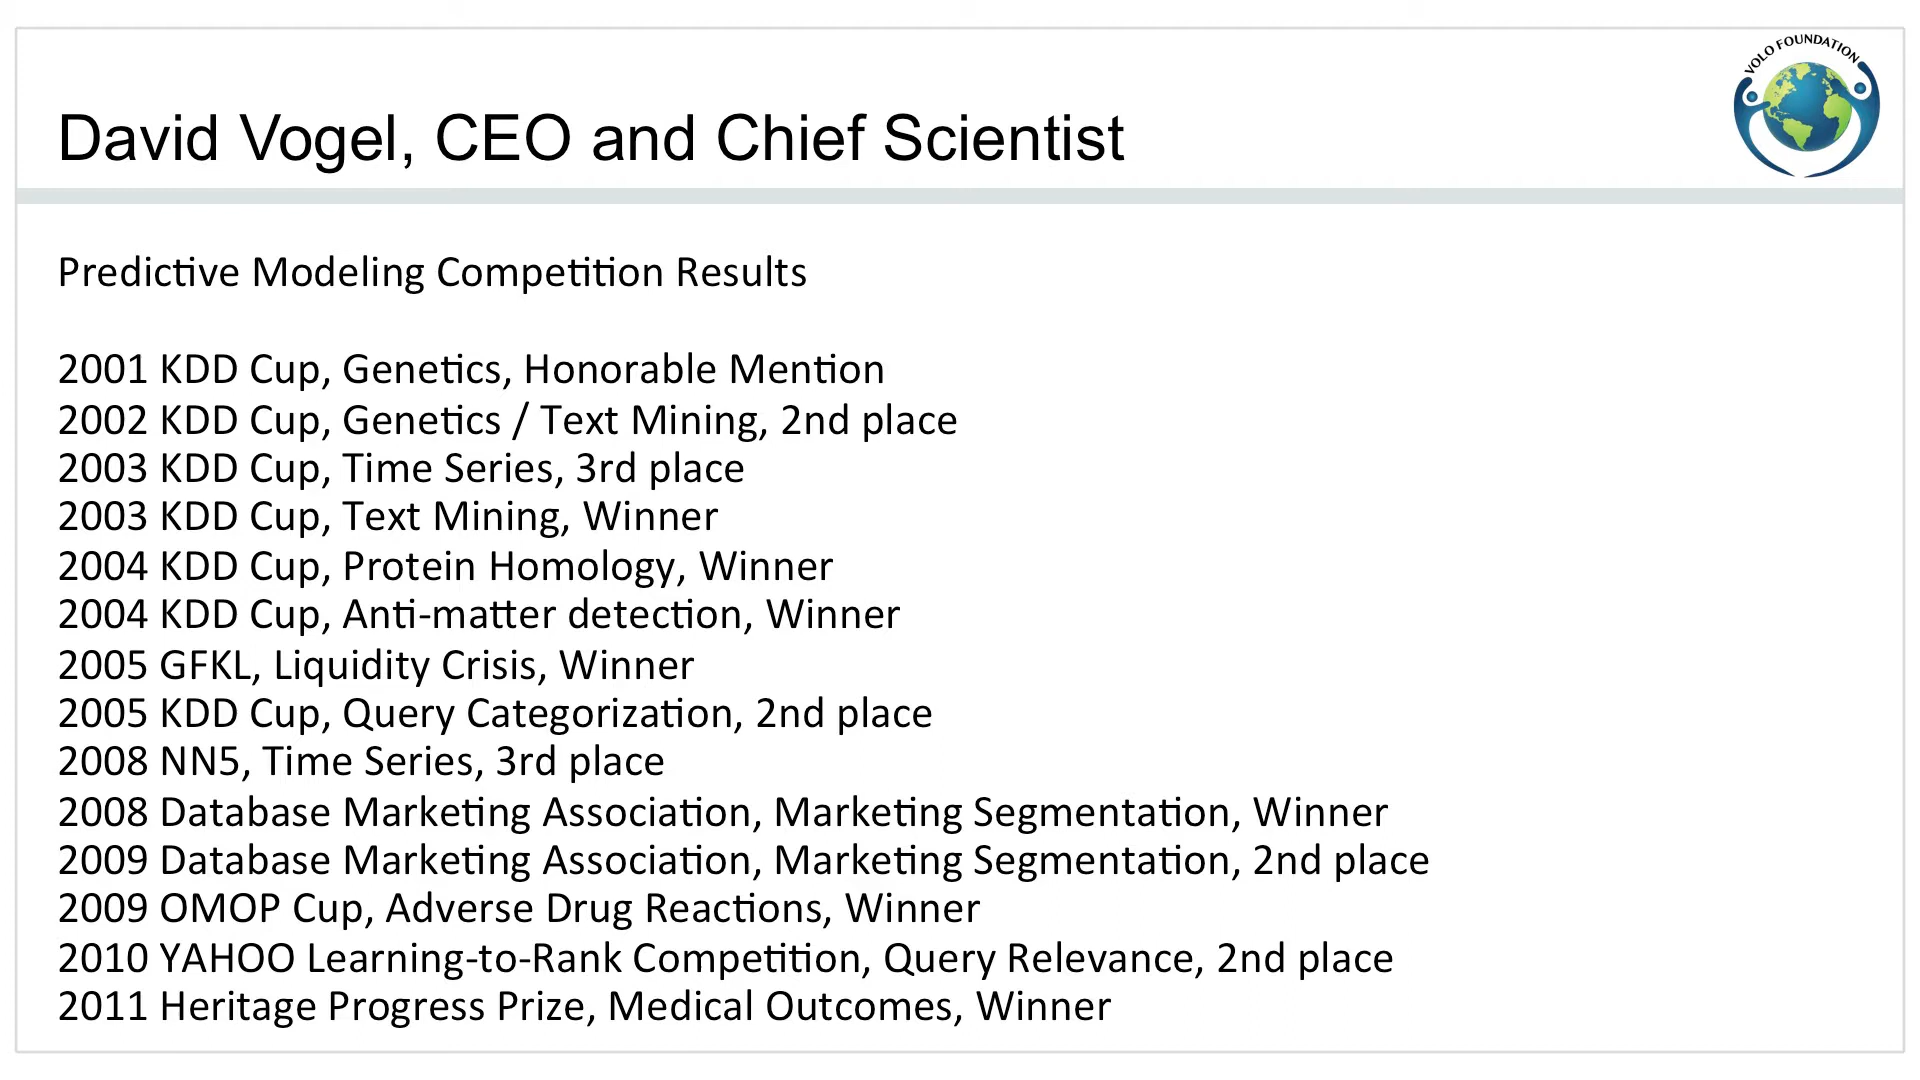 VOLO FOUNDATION
David Vogel, CEO and Chief Scientist
Predictive Modeling Competition Results
2001 KDD Cup, Genetics, Honorable Mention
2002 KDD Cup, Genetics / Text Mining, 2nd place
2003 KDD Cup, Time Series, 3rd place
2003 KDD Cup, Text Mining, Winner
2004 KDD Cup, Protein Homology, Winner
2004 KDD Cup, Anti-matter detection, Winner
2005 GFKL, Liquidity Crisis, Winner
2005 KDD Cup, Query Categorization, 2nd place
2008 NN5, Time Series, 3rd place
2008 Database Marketing Association, Marketing Segmentation, Winner
2009 Database Marketing Association, Marketing Segmentation, 2nd place
2009 OMOP Cup, Adverse Drug Reactions, Winner
2010 YAHOO Learning-to-Rank Competition, Query Relevance, 2nd place
2011 Heritage Progress Prize, Medical Outcomes, Winner